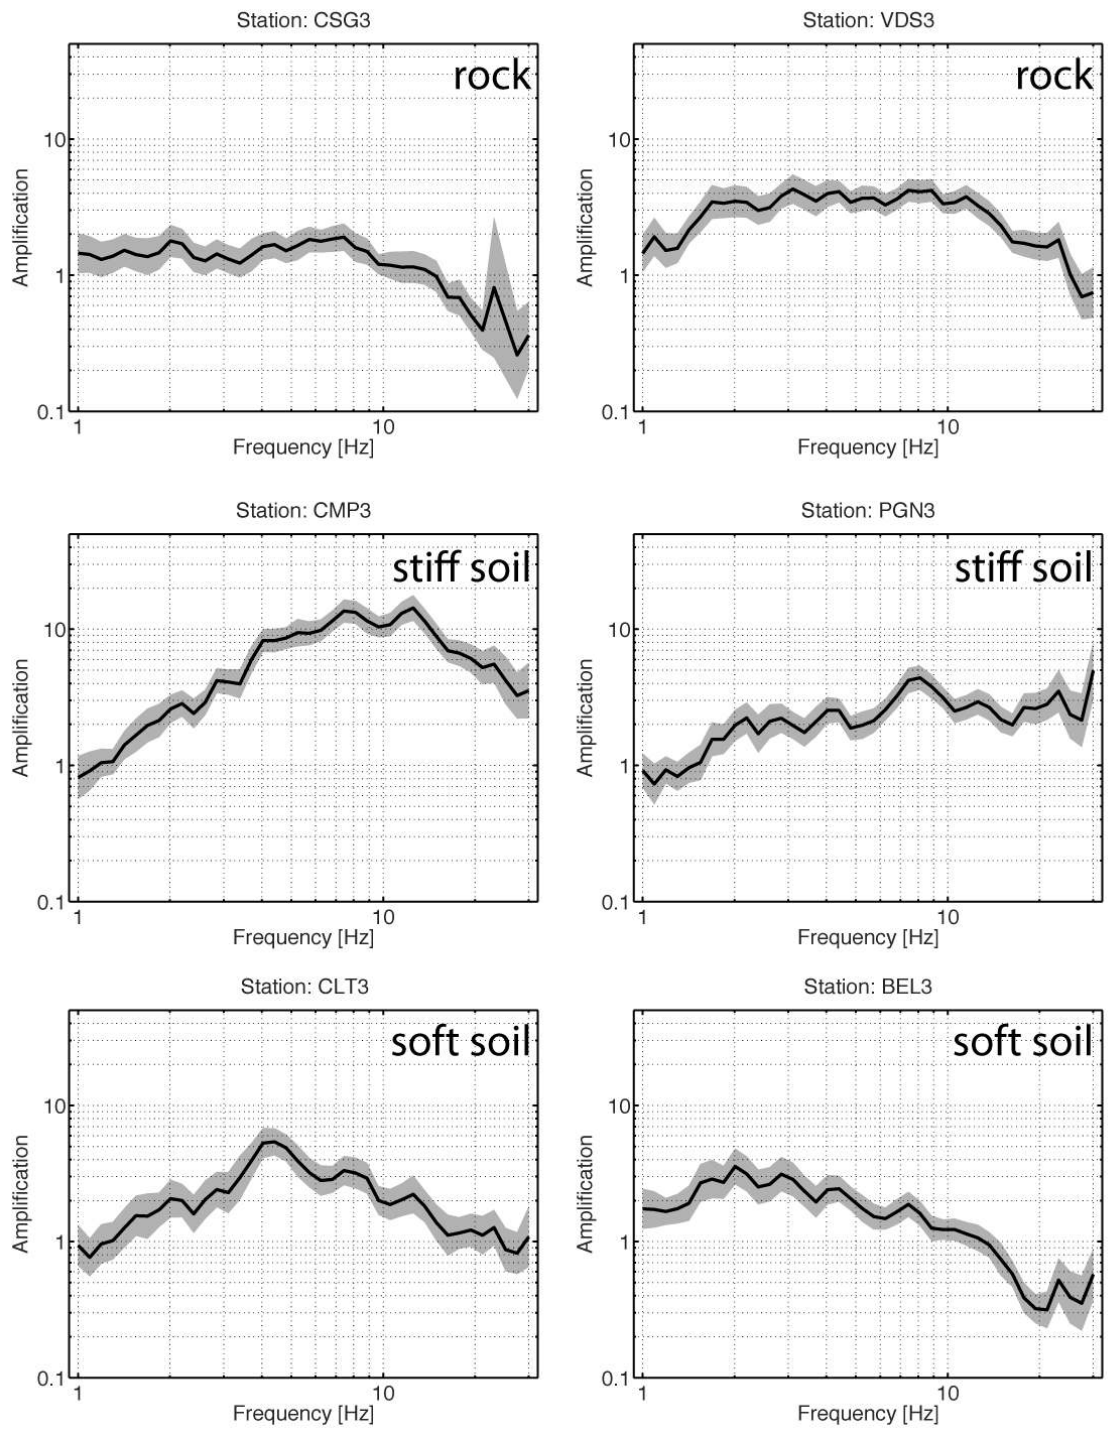 Station: CSG3
rock
10
1
0.1
Amplification
1
10
Frequency [Hz]
Station: VDS3
rock
10
1
0.1
Amplification
1
10
Frequency [Hz]
Station: CMP3
stiff soil
10
1
0.1
Amplification
1
10
Frequency [Hz]
Station: PGN3
stiff soil
10
1
0.1
Amplification
1
10
Frequency [Hz]
Station: CLT3
soft soil
10
1
0.1
Amplification
1
10
Frequency [Hz]
Station: BEL3
soft soil
10
1
0.1
Amplification
1
10
Frequency [Hz]